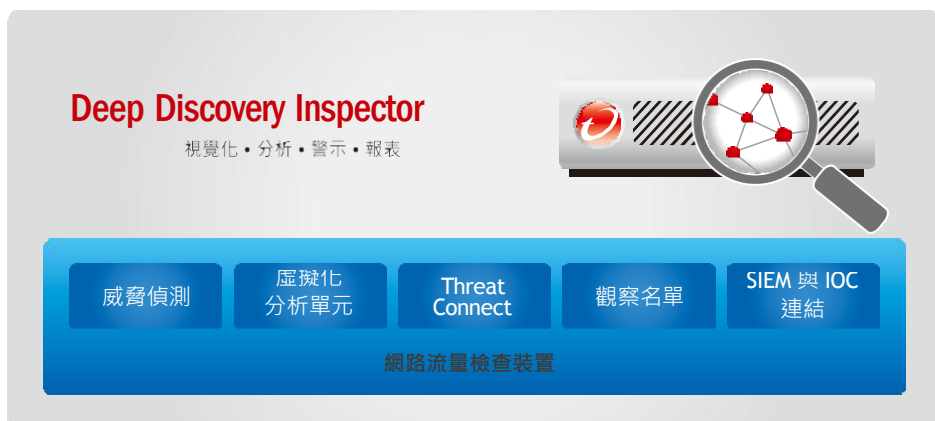 Deep Discovery Inspector
視覺化 • 分析 • 警示 • 報表
威脅偵測
虛擬化
分析單元
Threat
Connect
觀察名單
SIEM 與 IOC
連結
網路流量檢查裝置